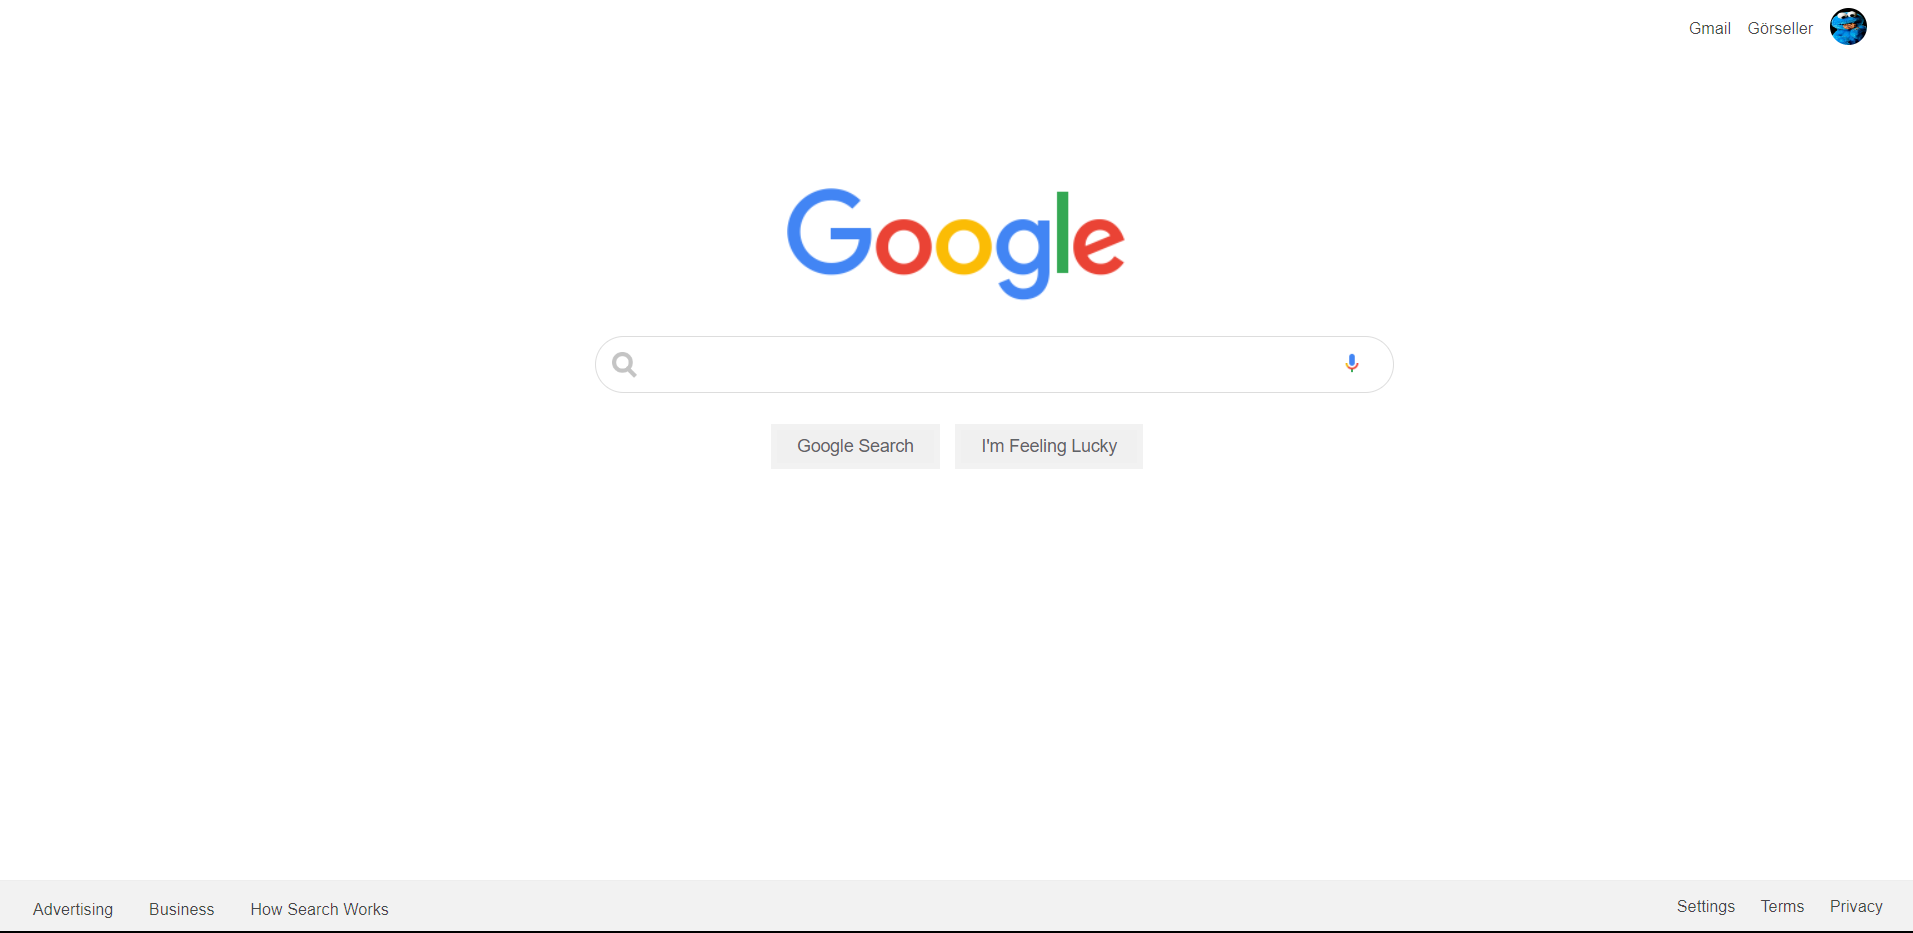 Gmail Görseller
Google
Google Search I'm Feeling Lucky
Advertising Business How Search Works Settings Terms Privacy